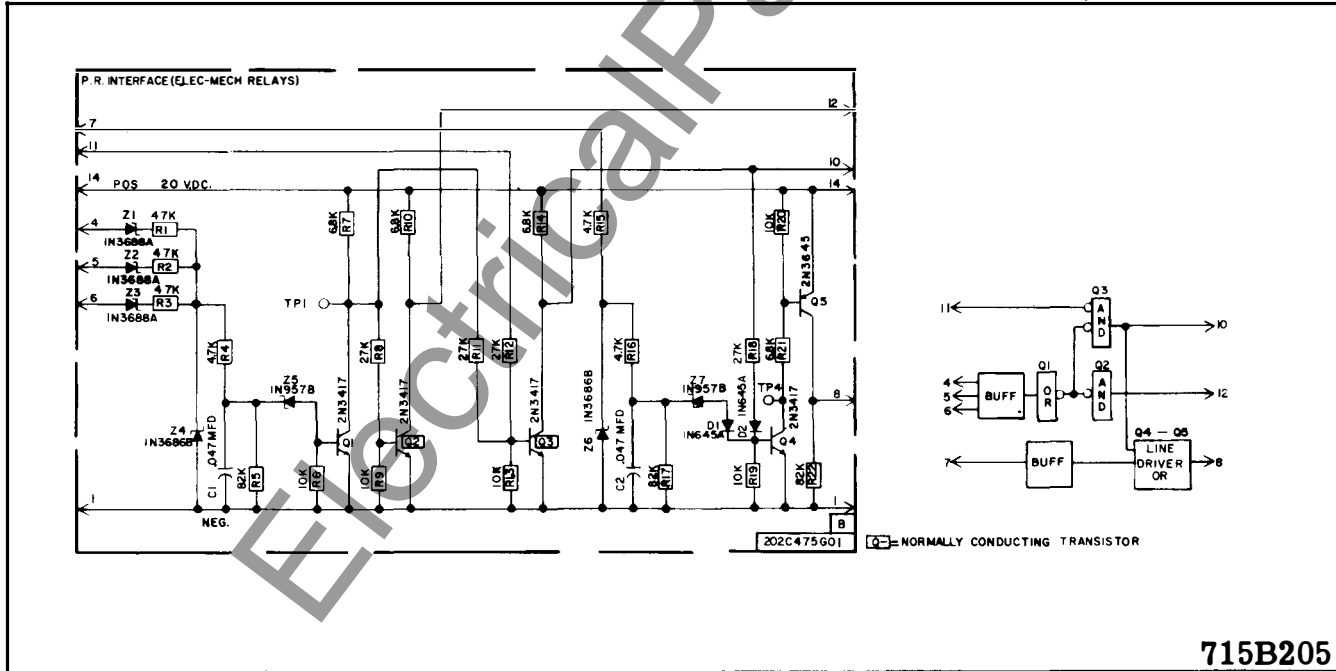 P.R. INTERFACE (ELEC-MECH RELAYS)
12
7
11
10
14 POS 20 V.DC. 14
4 Z1 47K R1
IN3688A
5 Z2 47K R2
IN3688A
6 Z3 47K R3
IN3688A
6.8K R7
6.8K R10
6.8K R14
4.7K R15
10K R20
2N3645
Q5
TP1
4.7K R4
27K R8
27K R11
27K R12
4.7K R16
27K R18
6.8K R21
Z5
IN957B
Z7
IN957B
D1
IN645A
D2 IN645A
TP4
2N3417
2N3417
2N3417
2N3417
8
Z4
IN3686B
.047 MFD
C1
82K R5
10K R6
Q1
10K R9
Q2
10K R13
Q3
Z6 IN3686B
C2 .047 MFD
82K R17
10K R19
Q4
82K R22
1 NEG. 1
B
202C475G01
Q- = NORMALLY CONDUCTING TRANSISTOR
11
Q3
AND
10
4
5
6
BUFF
Q1
OR
Q2
AND
12
7
BUFF
Q4 - Q5
LINE
DRIVER
OR
8
715B205
ElectricalPa